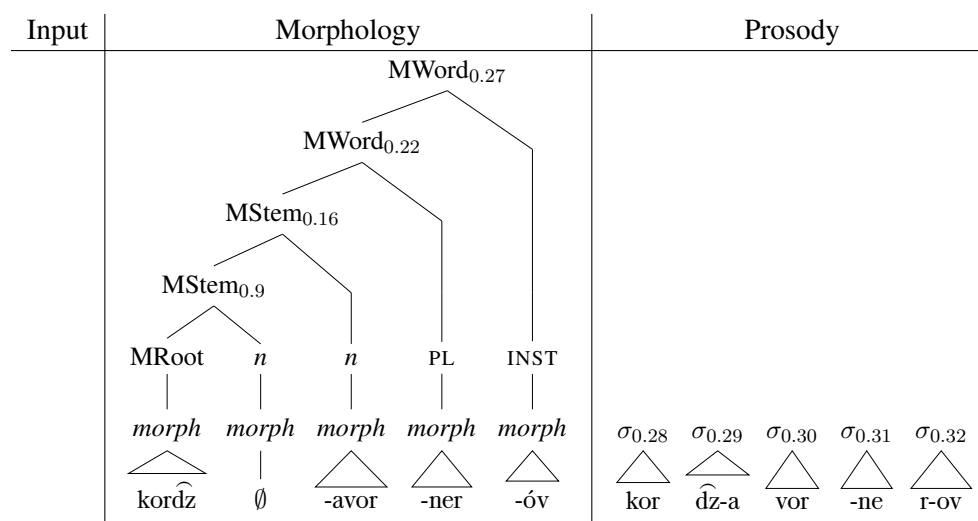 Input Morphology Prosody
MWord0.27
MWord0.22
MStem0.16
MStem0.9
MRoot n n PL INST
morph morph morph morph morph σ0.28 σ0.29 σ0.30 σ0.31 σ0.32
kord͡z ∅ -avor -ner -óv kor d͡z-a vor -ne r-ov